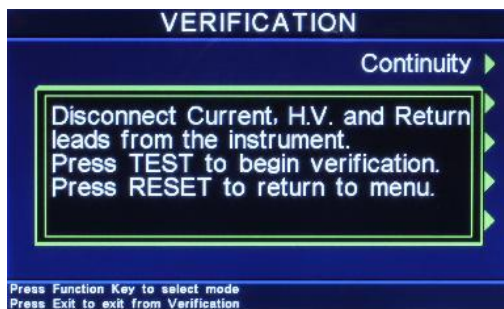 VERIFICATION
Continuity
Disconnect Current, H.V. and Return
leads from the instrument.
Press TEST to begin verification.
Press RESET to return to menu.
Press Function Key to select mode
Press Exit to exit from Verification